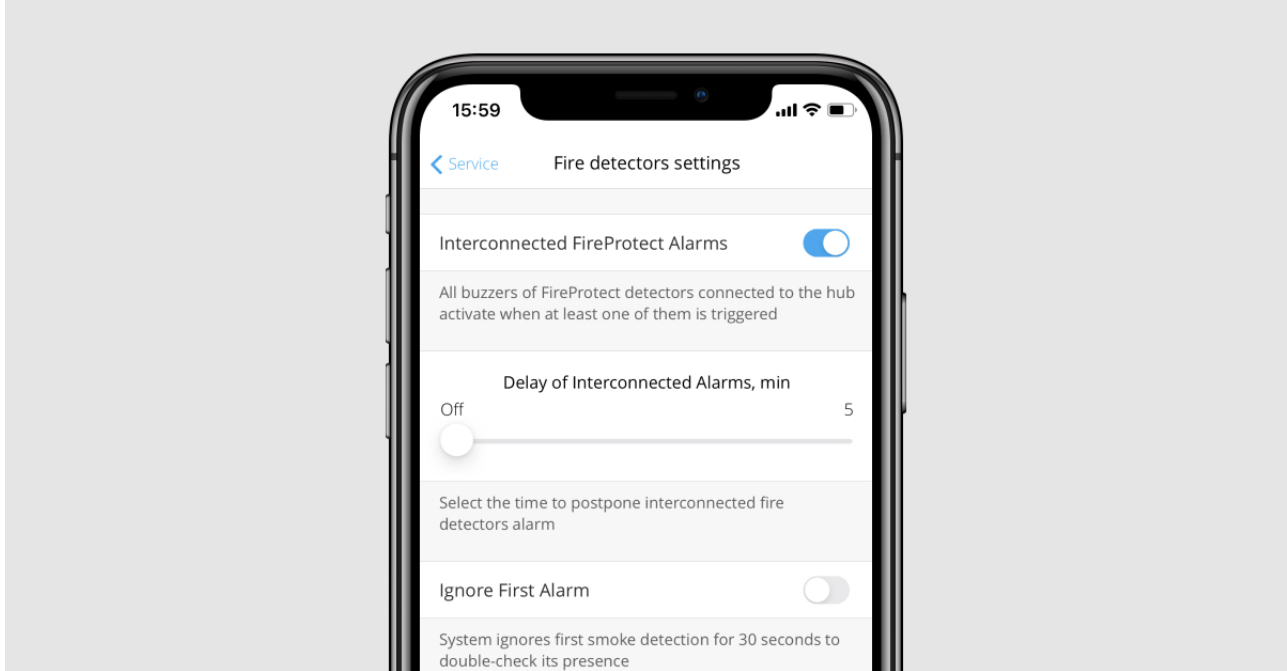 15:59
Service
Fire detectors settings
Interconnected FireProtect Alarms
All buzzers of FireProtect detectors connected to the hub
activate when at least one of them is triggered
Delay of Interconnected Alarms, min
Off 5
Select the time to postpone interconnected fire
detectors alarm
Ignore First Alarm
System ignores first smoke detection for 30 seconds to
double-check its presence